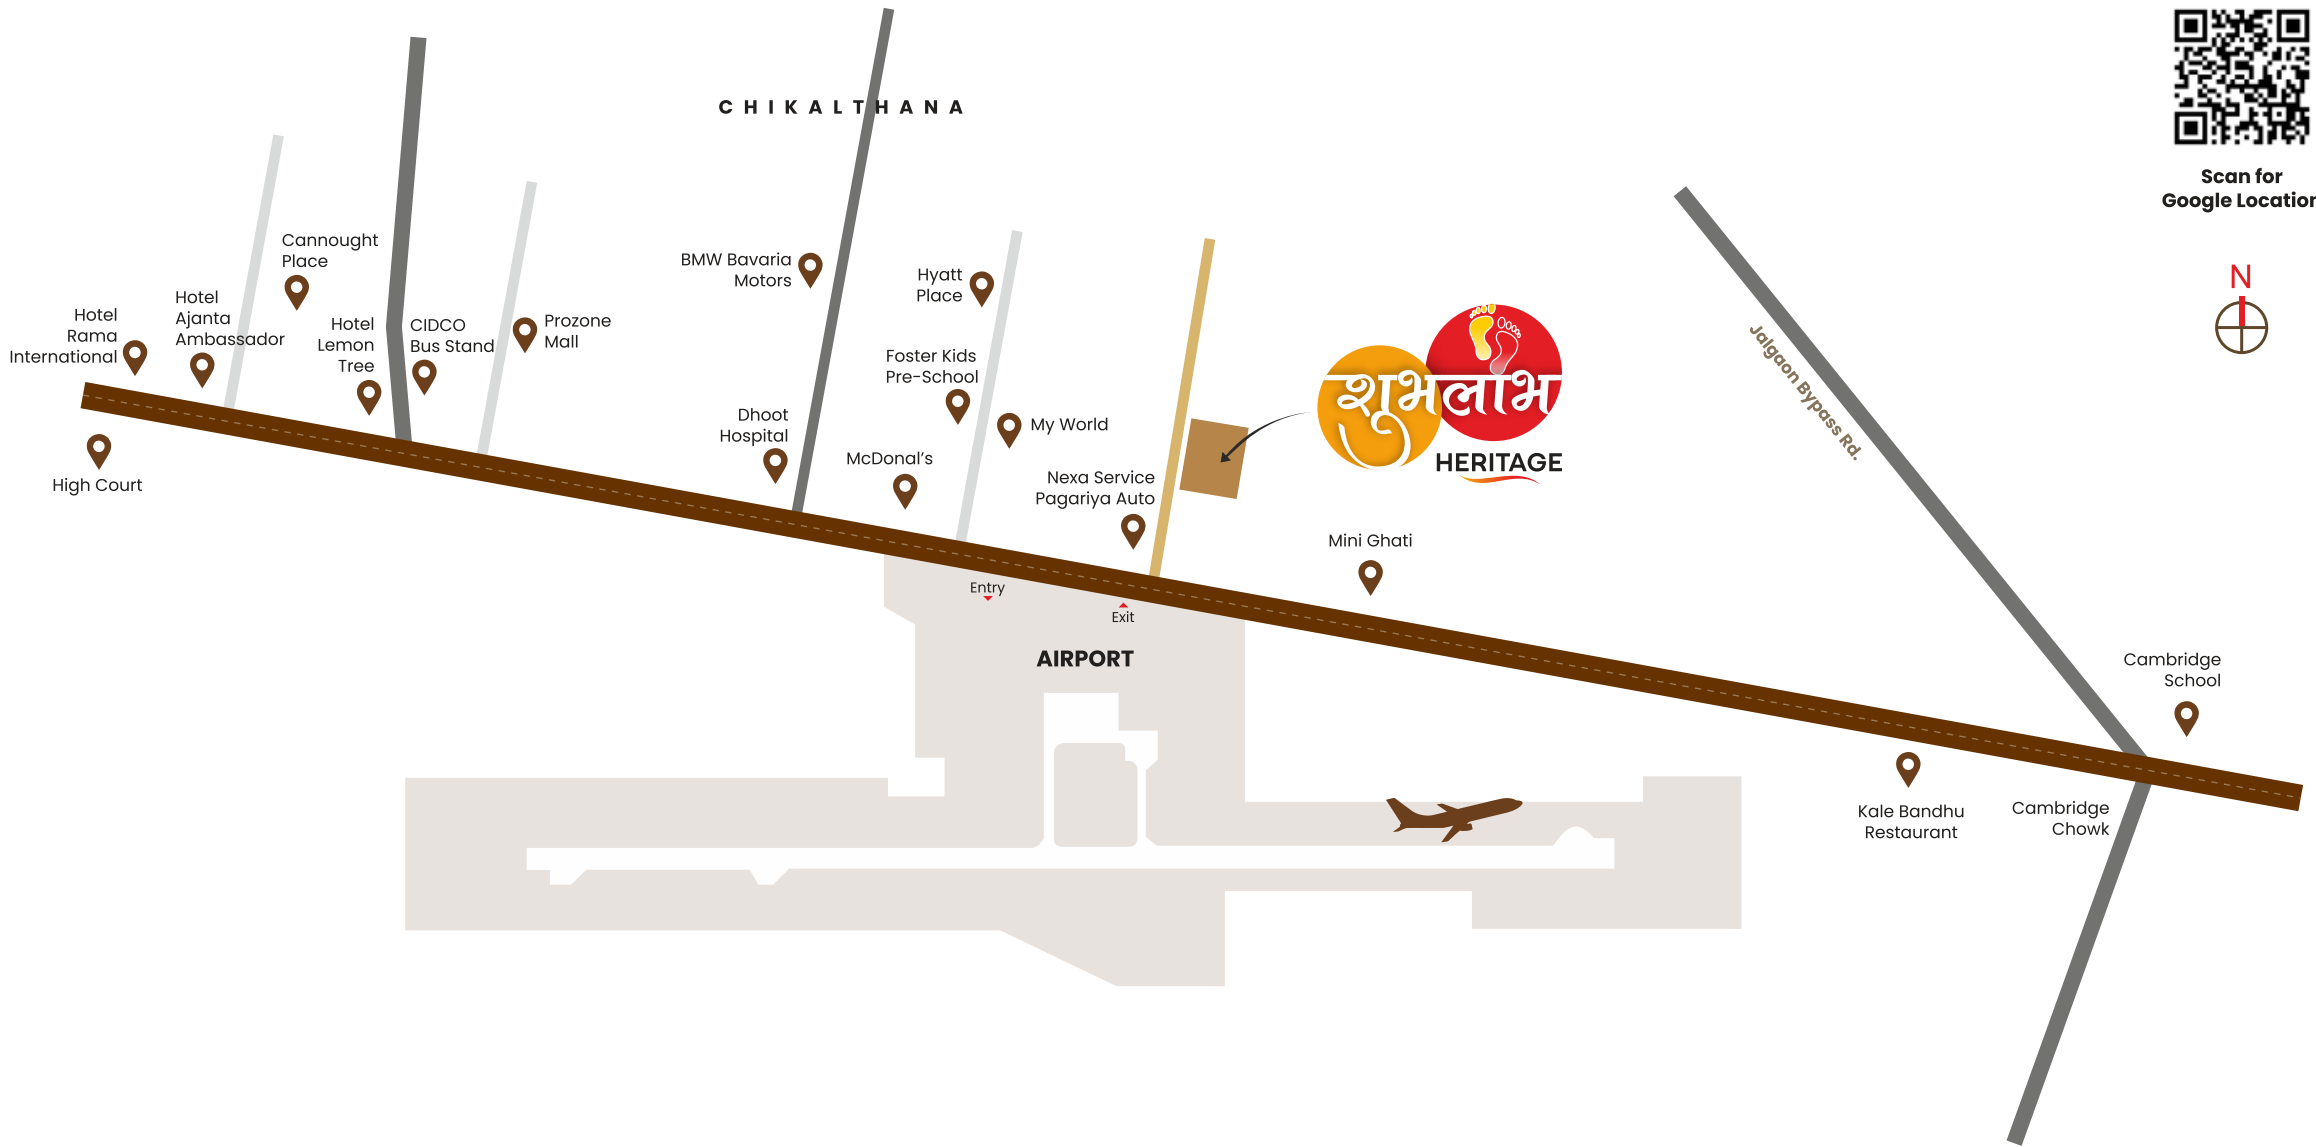 CHIKALTHANA
Scan for
Google Location
N
Cannought
Place
Hotel
Ajanta
Ambassador
Hotel
Rama
International
Hotel
Lemon
Tree
CIDCO
Bus Stand
Prozone
Mall
High Court
BMW Bavaria
Motors
Hyatt
Place
Foster Kids
Pre-School
My World
Dhoot
Hospital
McDonal's
Nexa Service
Pagariya Auto
शुभलाभ
HERITAGE
Jalgaon Bypass Rd.
Mini Ghati
Entry
Exit
AIRPORT
Cambridge
School
Kale Bandhu
Restaurant
Cambridge
Chowk